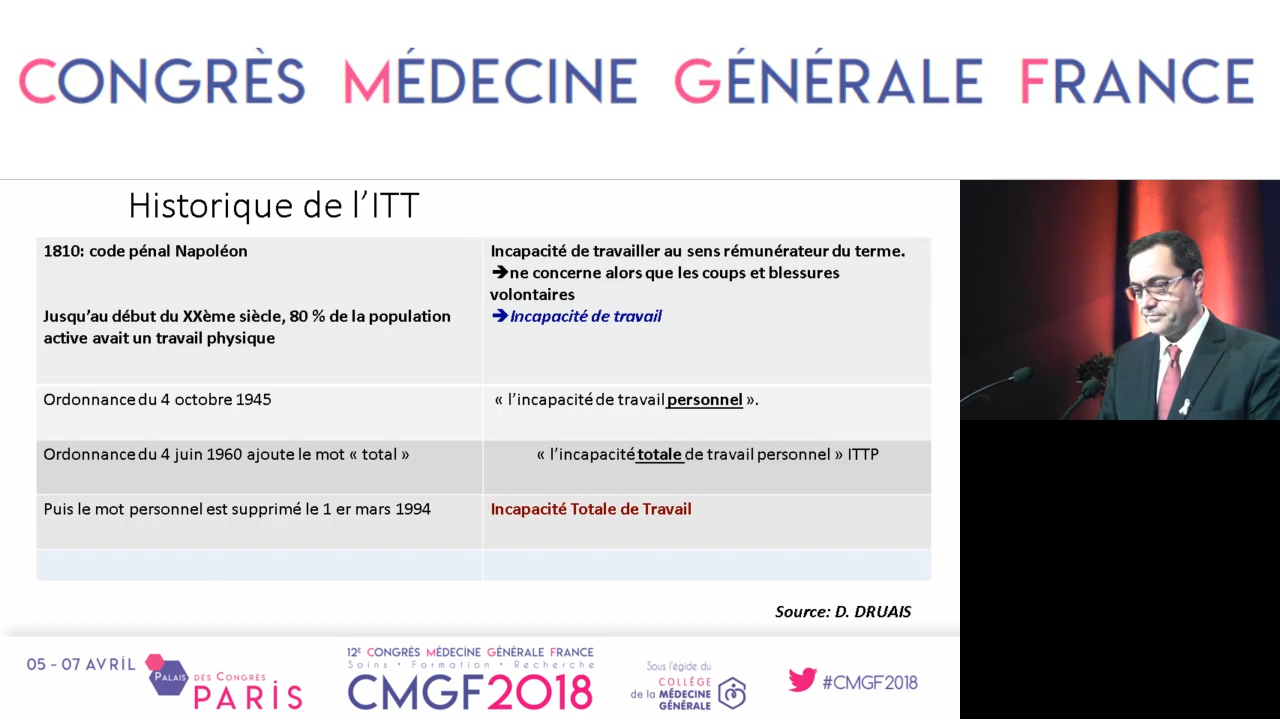 CONGRÈS MÉDECINE GÉNÉRALE FRANCE
Historique de l’ITT
1810: code pénal Napoléon
Jusqu’au début du XXème siècle, 80 % de la population
active avait un travail physique
Incapacité de travailler au sens rémunérateur du terme.
➔ne concerne alors que les coups et blessures
volontaires
➔Incapacité de travail
Ordonnance du 4 octobre 1945
« l’incapacité de travail personnel ».
Ordonnance du 4 juin 1960 ajoute le mot « total »
« l’incapacité totale de travail personnel » ITTP
Puis le mot personnel est supprimé le 1 er mars 1994
Incapacité Totale de Travail
Source: D. DRUAIS
05 - 07 AVRIL
PALAIS DES CONGRÈS
PARIS
12E CONGRÈS MÉDECINE GÉNÉRALE FRANCE
Soins • Formation • Recherche
CMGF2018
Sous l'égide du
COLLÈGE
de la MÉDECINE
GÉNÉRALE
#CMGF2018